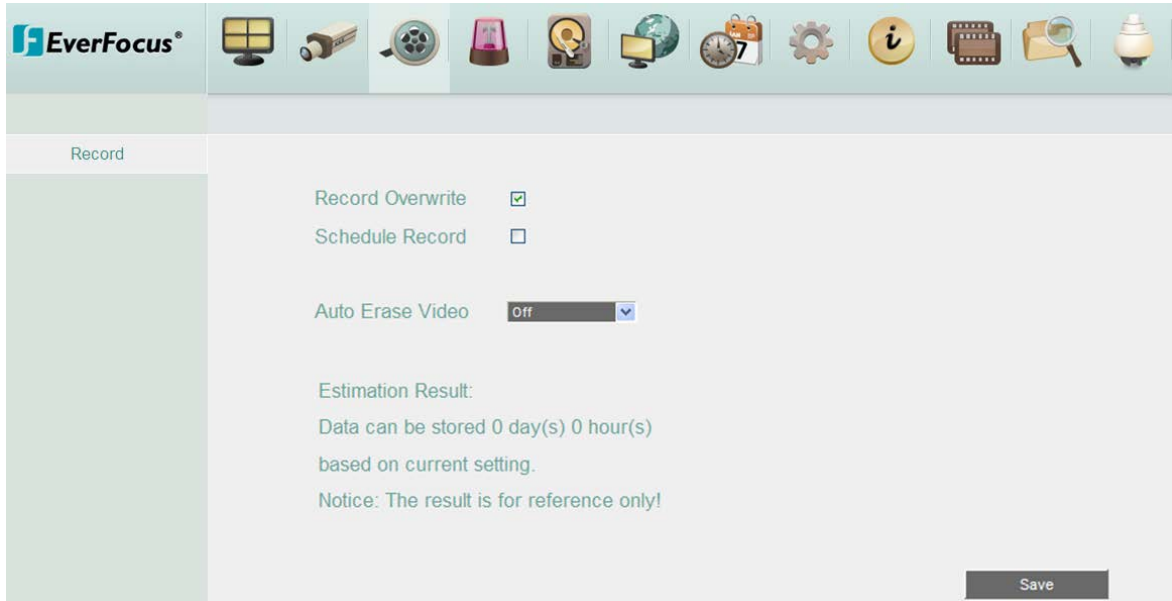 EverFocus®
7
i
Record
Record Overwrite
Schedule Record
Auto Erase Video Off
Estimation Result:
Data can be stored 0 day(s) 0 hour(s)
based on current setting.
Notice: The result is for reference only!
Save